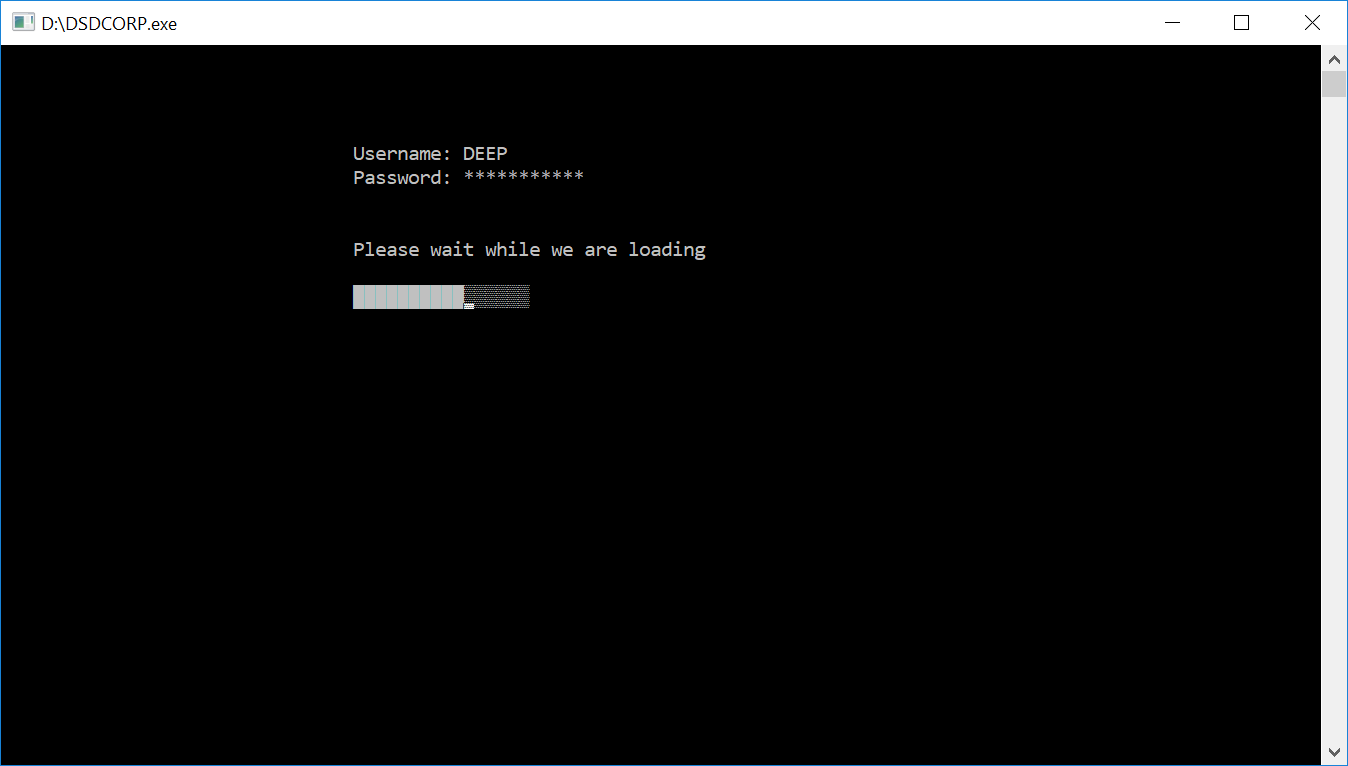 D:\DSDCORP.exe
Username: DEEP
Password: ***********
Please wait while we are loading